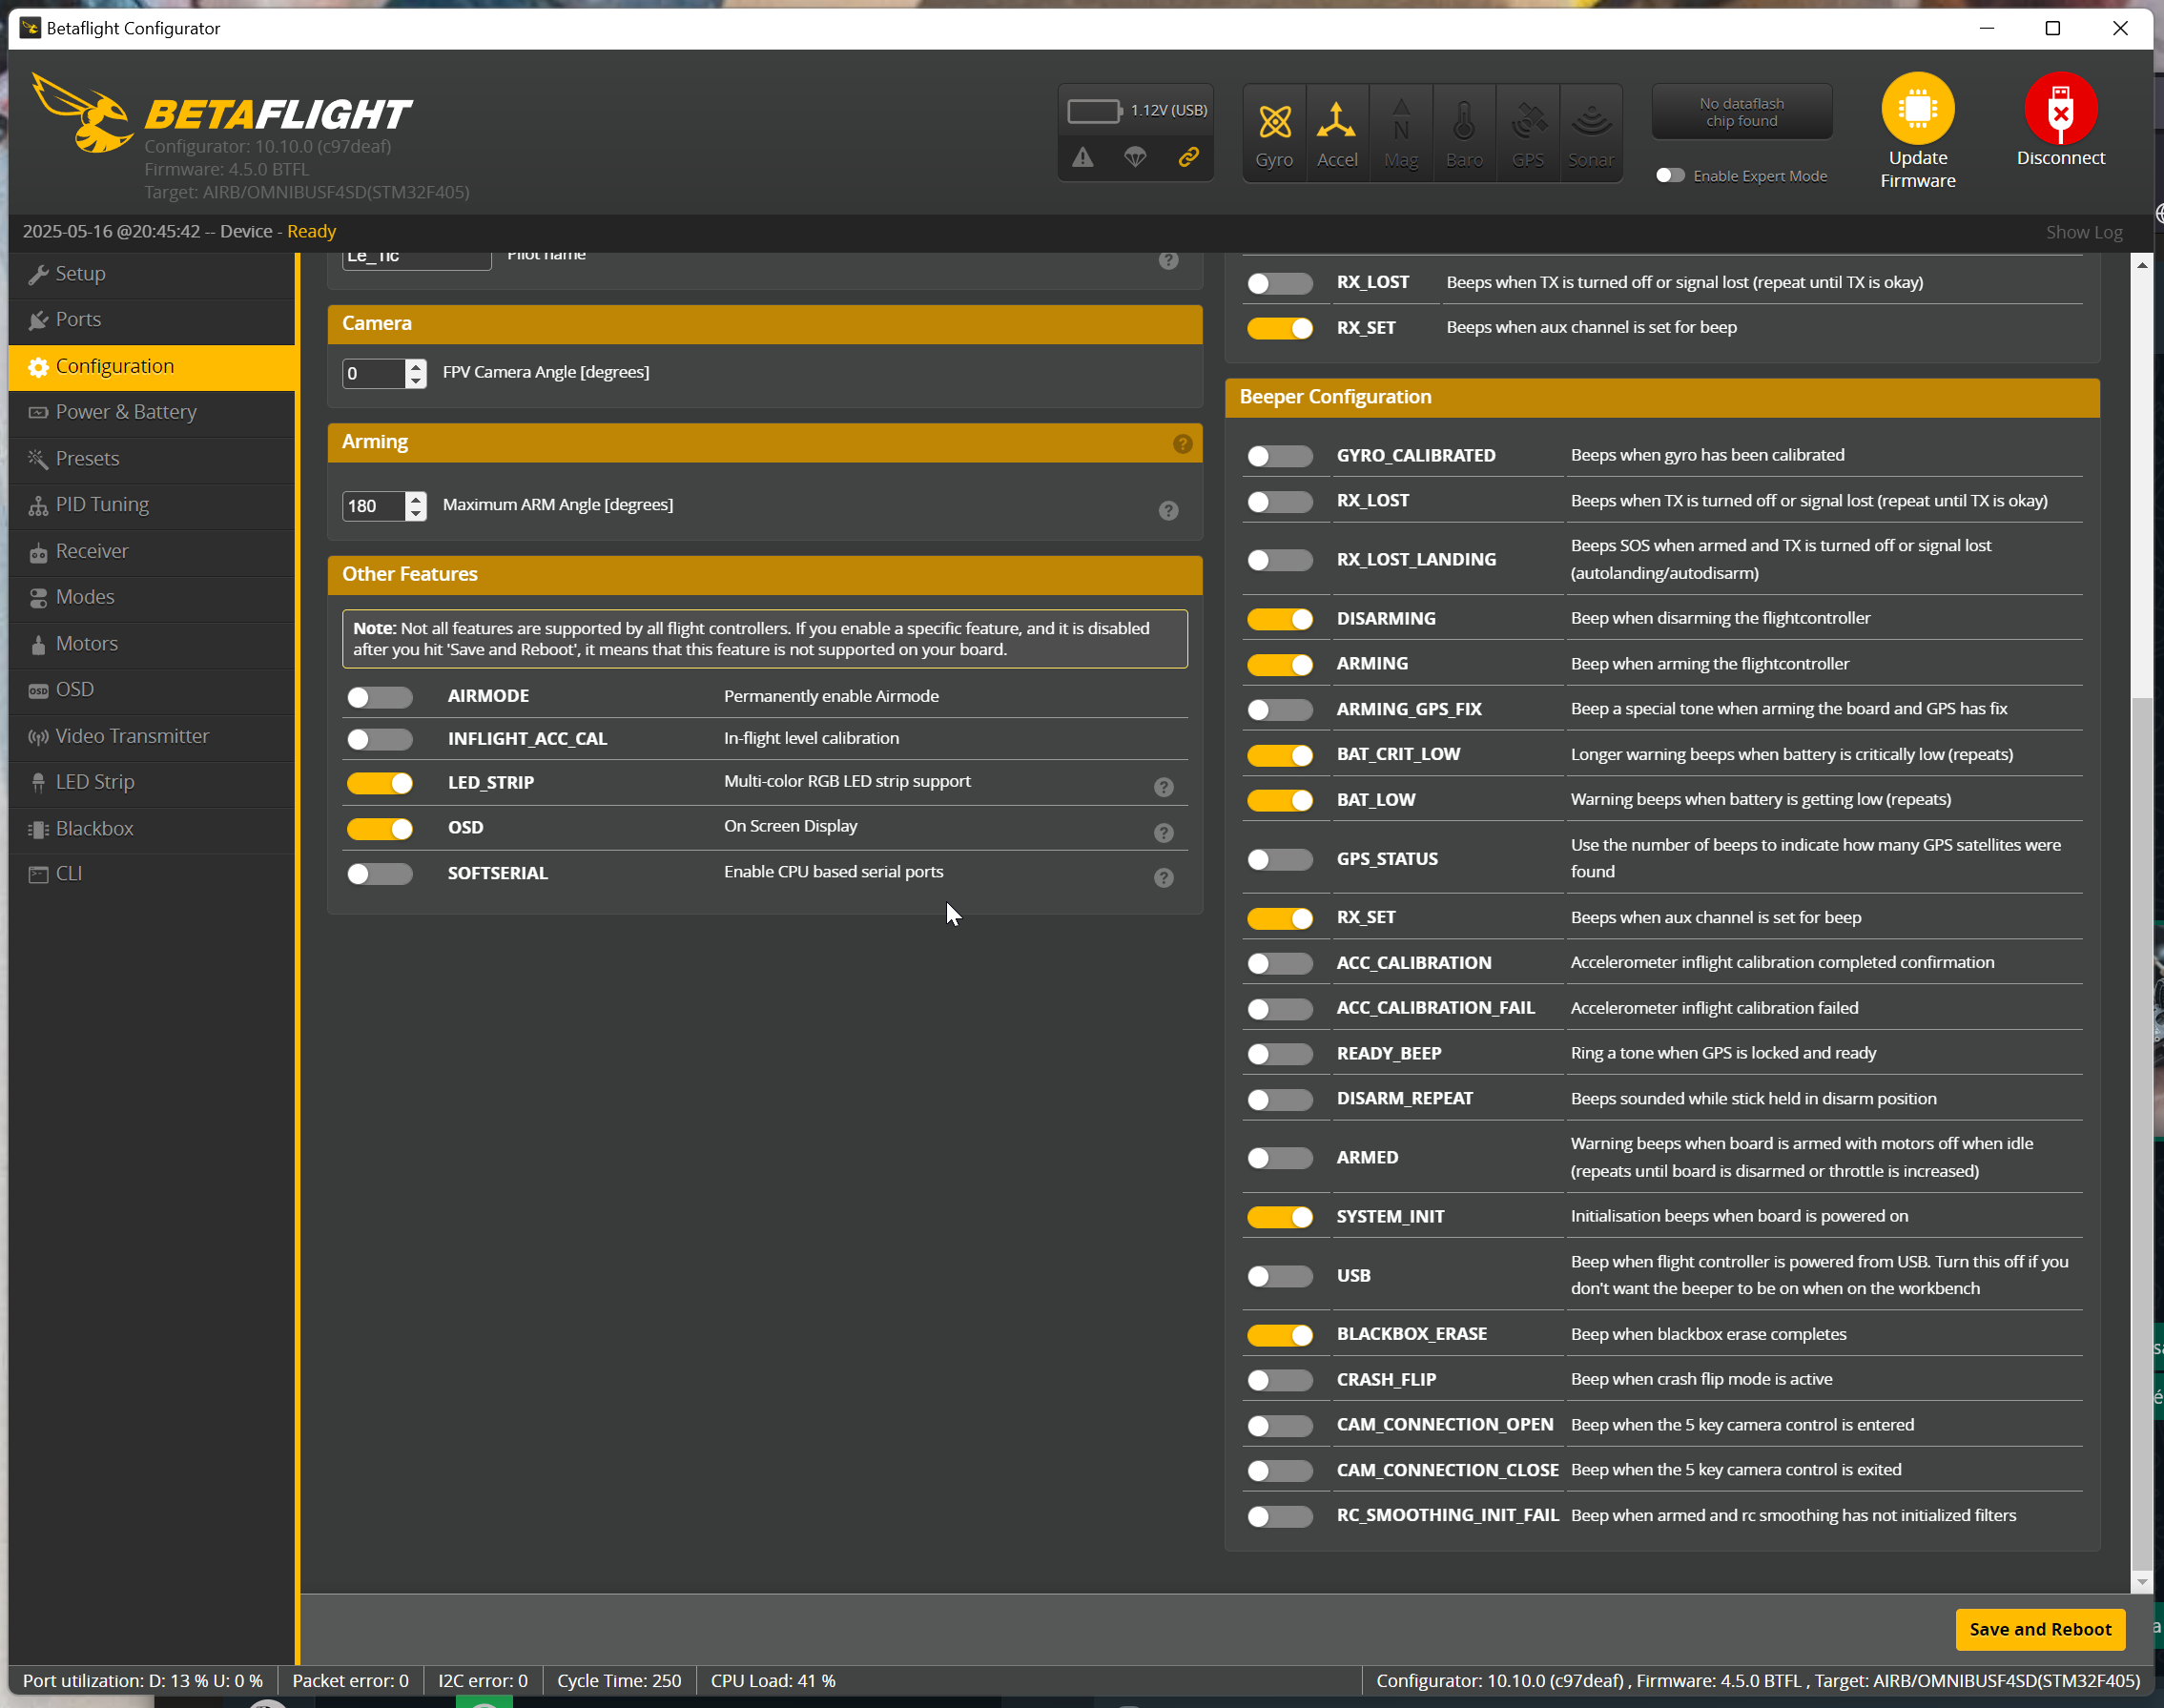 Betaflight Configurator
BETAFLIGHT
Configurator: 10.10.0 (c97deaf)
Firmware: 4.5.0 BTFL
Target: AIRB/OMNIBUSF4SD(STM32F405)
1.12V (USB)
Gyro
Accel
N
Mag
Baro
GPS
Sonar
No dataflash
chip found
Enable Expert Mode
Update
Firmware
Disconnect
2025-05-16 @20:45:42 -- Device - Ready
Show Log
Setup
Ports
Configuration
Power & Battery
Presets
PID Tuning
Receiver
Modes
Motors
OSD OSD
Video Transmitter
LED Strip
Blackbox
CLI
Le_Tic Pilot name ?
Camera
0 FPV Camera Angle [degrees]
Arming ?
180 Maximum ARM Angle [degrees] ?
Other Features
Note: Not all features are supported by all flight controllers. If you enable a specific feature, and it is disabled
after you hit 'Save and Reboot', it means that this feature is not supported on your board.
AIRMODE Permanently enable Airmode
INFLIGHT_ACC_CAL In-flight level calibration
LED_STRIP Multi-color RGB LED strip support ?
OSD On Screen Display ?
SOFTSERIAL Enable CPU based serial ports ?
RX_LOST Beeps when TX is turned off or signal lost (repeat until TX is okay)
RX_SET Beeps when aux channel is set for beep
Beeper Configuration
GYRO_CALIBRATED Beeps when gyro has been calibrated
RX_LOST Beeps when TX is turned off or signal lost (repeat until TX is okay)
RX_LOST_LANDING Beeps SOS when armed and TX is turned off or signal lost
(autolanding/autodisarm)
DISARMING Beep when disarming the flightcontroller
ARMING Beep when arming the flightcontroller
ARMING_GPS_FIX Beep a special tone when arming the board and GPS has fix
BAT_CRIT_LOW Longer warning beeps when battery is critically low (repeats)
BAT_LOW Warning beeps when battery is getting low (repeats)
GPS_STATUS Use the number of beeps to indicate how many GPS satellites were
found
RX_SET Beeps when aux channel is set for beep
ACC_CALIBRATION Accelerometer inflight calibration completed confirmation
ACC_CALIBRATION_FAIL Accelerometer inflight calibration failed
READY_BEEP Ring a tone when GPS is locked and ready
DISARM_REPEAT Beeps sounded while stick held in disarm position
ARMED Warning beeps when board is armed with motors off when idle
(repeats until board is disarmed or throttle is increased)
SYSTEM_INIT Initialisation beeps when board is powered on
USB Beep when flight controller is powered from USB. Turn this off if you
don't want the beeper to be on when on the workbench
BLACKBOX_ERASE Beep when blackbox erase completes
CRASH_FLIP Beep when crash flip mode is active
CAM_CONNECTION_OPEN Beep when the 5 key camera control is entered
CAM_CONNECTION_CLOSE Beep when the 5 key camera control is exited
RC_SMOOTHING_INIT_FAIL Beep when armed and rc smoothing has not initialized filters
Save and Reboot
Port utilization: D: 13 % U: 0 %
Packet error: 0
I2C error: 0
Cycle Time: 250
CPU Load: 41 %
Configurator: 10.10.0 (c97deaf) , Firmware: 4.5.0 BTFL , Target: AIRB/OMNIBUSF4SD(STM32F405)